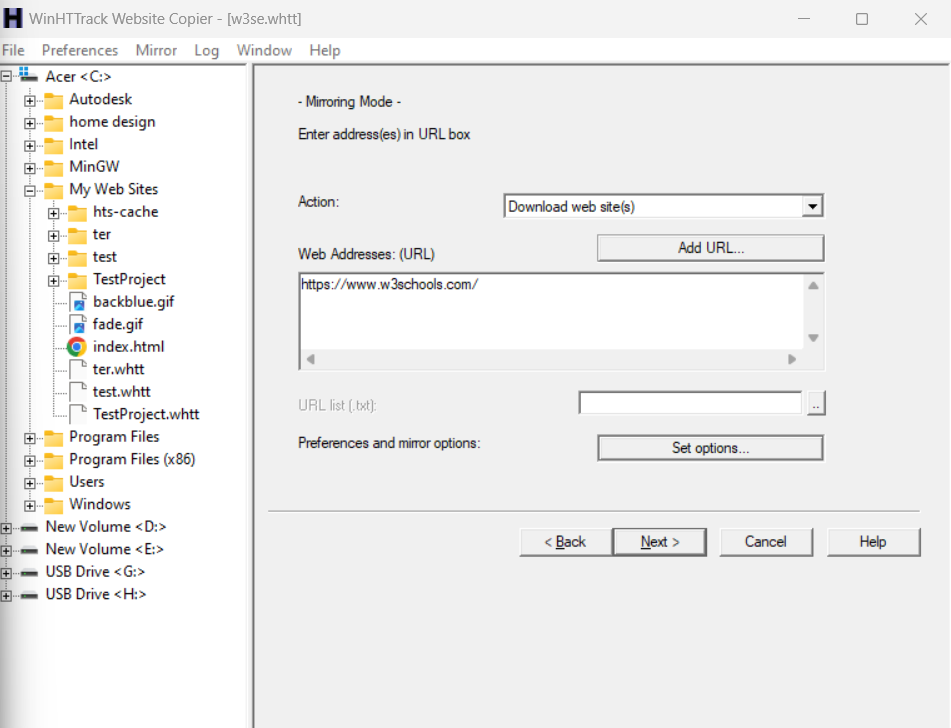 WinHTTrack Website Copier - [w3se.whtt]
File Preferences Mirror Log Window Help
Acer <C:>
Autodesk
home design
Intel
MinGW
My Web Sites
hts-cache
ter
test
TestProject
backblue.gif
fade.gif
index.html
ter.whtt
test.whtt
TestProject.whtt
Program Files
Program Files (x86)
Users
Windows
New Volume <D:>
New Volume <E:>
USB Drive <G:>
USB Drive <H:>
- Mirroring Mode -
Enter address(es) in URL box
Action:
Download web site(s)
Web Addresses: (URL)
Add URL...
https://www.w3schools.com/
URL list (.txt):
..
Preferences and mirror options:
Set options...
< Back
Next >
Cancel
Help